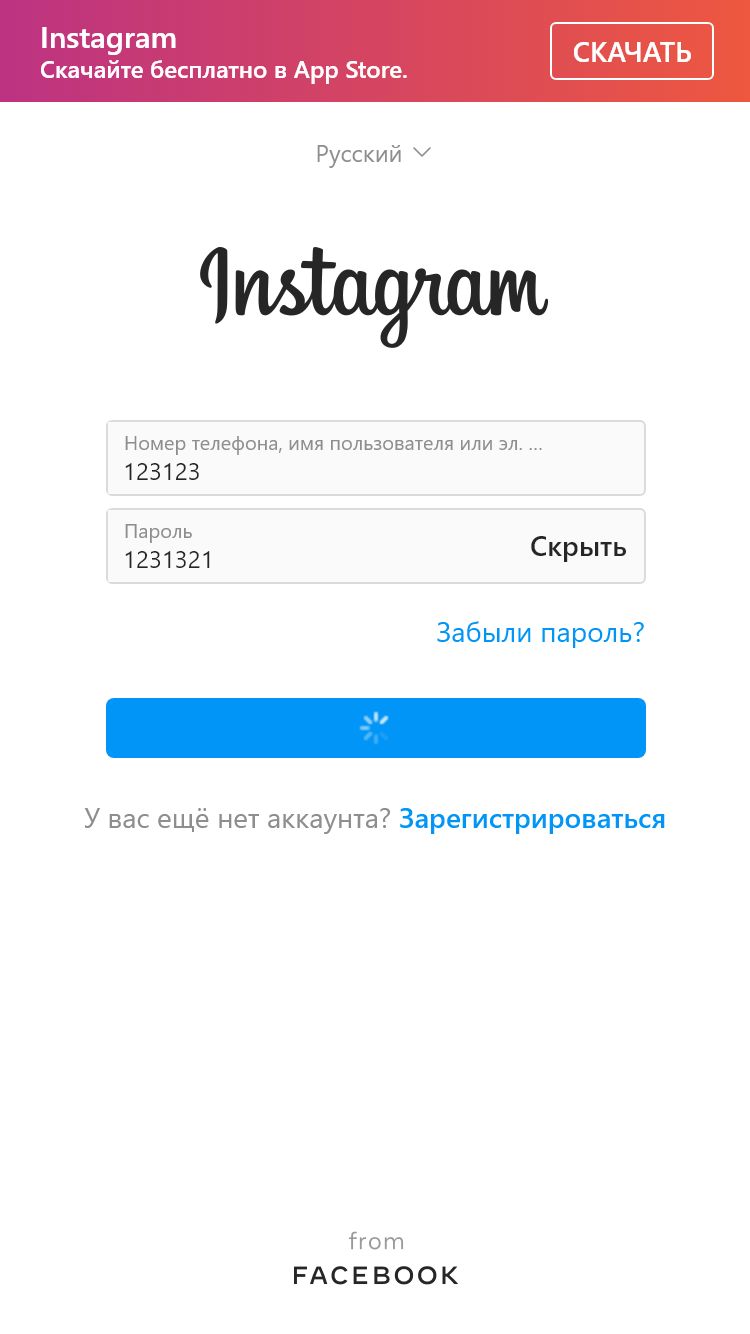 Instagram
Скачайте бесплатно в App Store.
СКАЧАТЬ
Русский
Instagram
Номер телефона, имя пользователя или эл. ...
123123
Пароль
1231321
Скрыть
Забыли пароль?
У вас ещё нет аккаунта? Зарегистрироваться
from
FACEBOOK